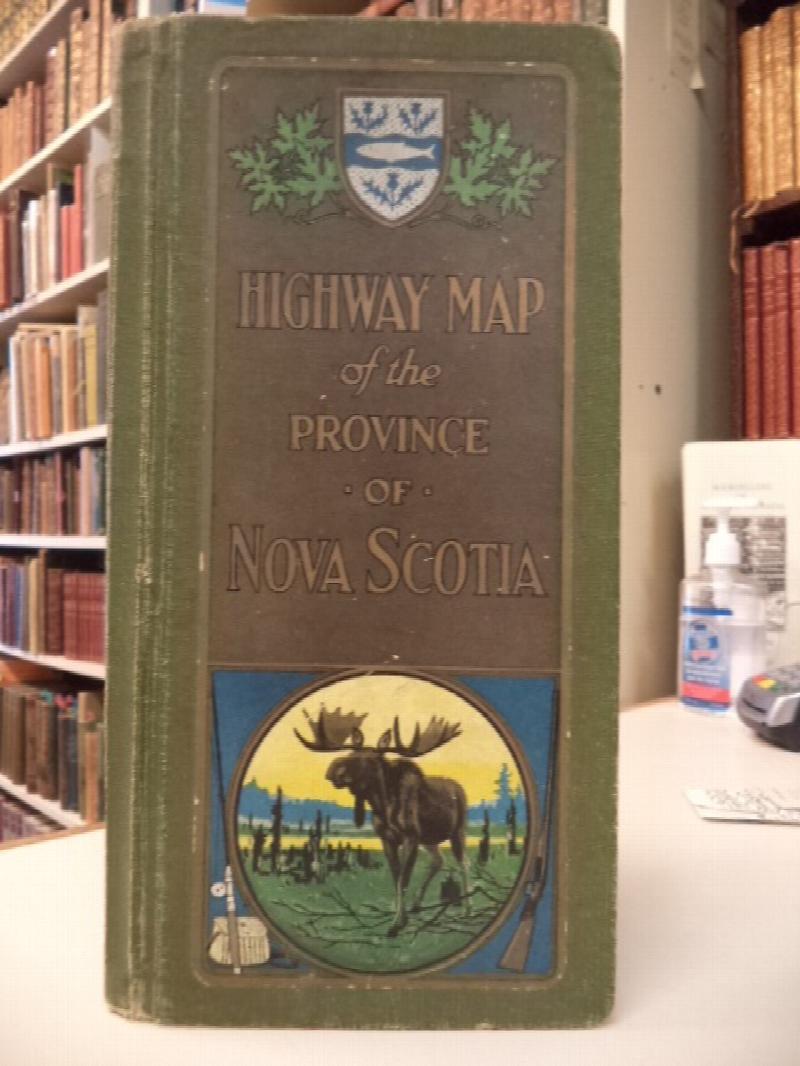 HIGHWAY MAP
of the
PROVINCE
· OF ·
NOVA SCOTIA